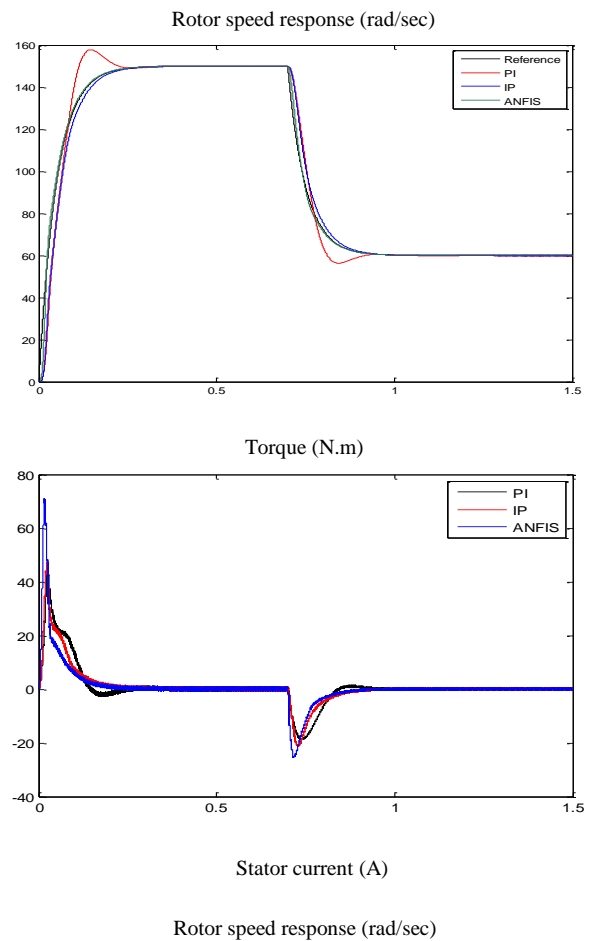 Rotor speed response (rad/sec)
160
140
120
100
80
60
40
20
0
0
0.5
1
1.5
Reference
PI
IP
ANFIS
Torque (N.m)
80
60
40
20
0
-20
-40
0
0.5
1
1.5
PI
IP
ANFIS
Stator current (A)
Rotor speed response (rad/sec)